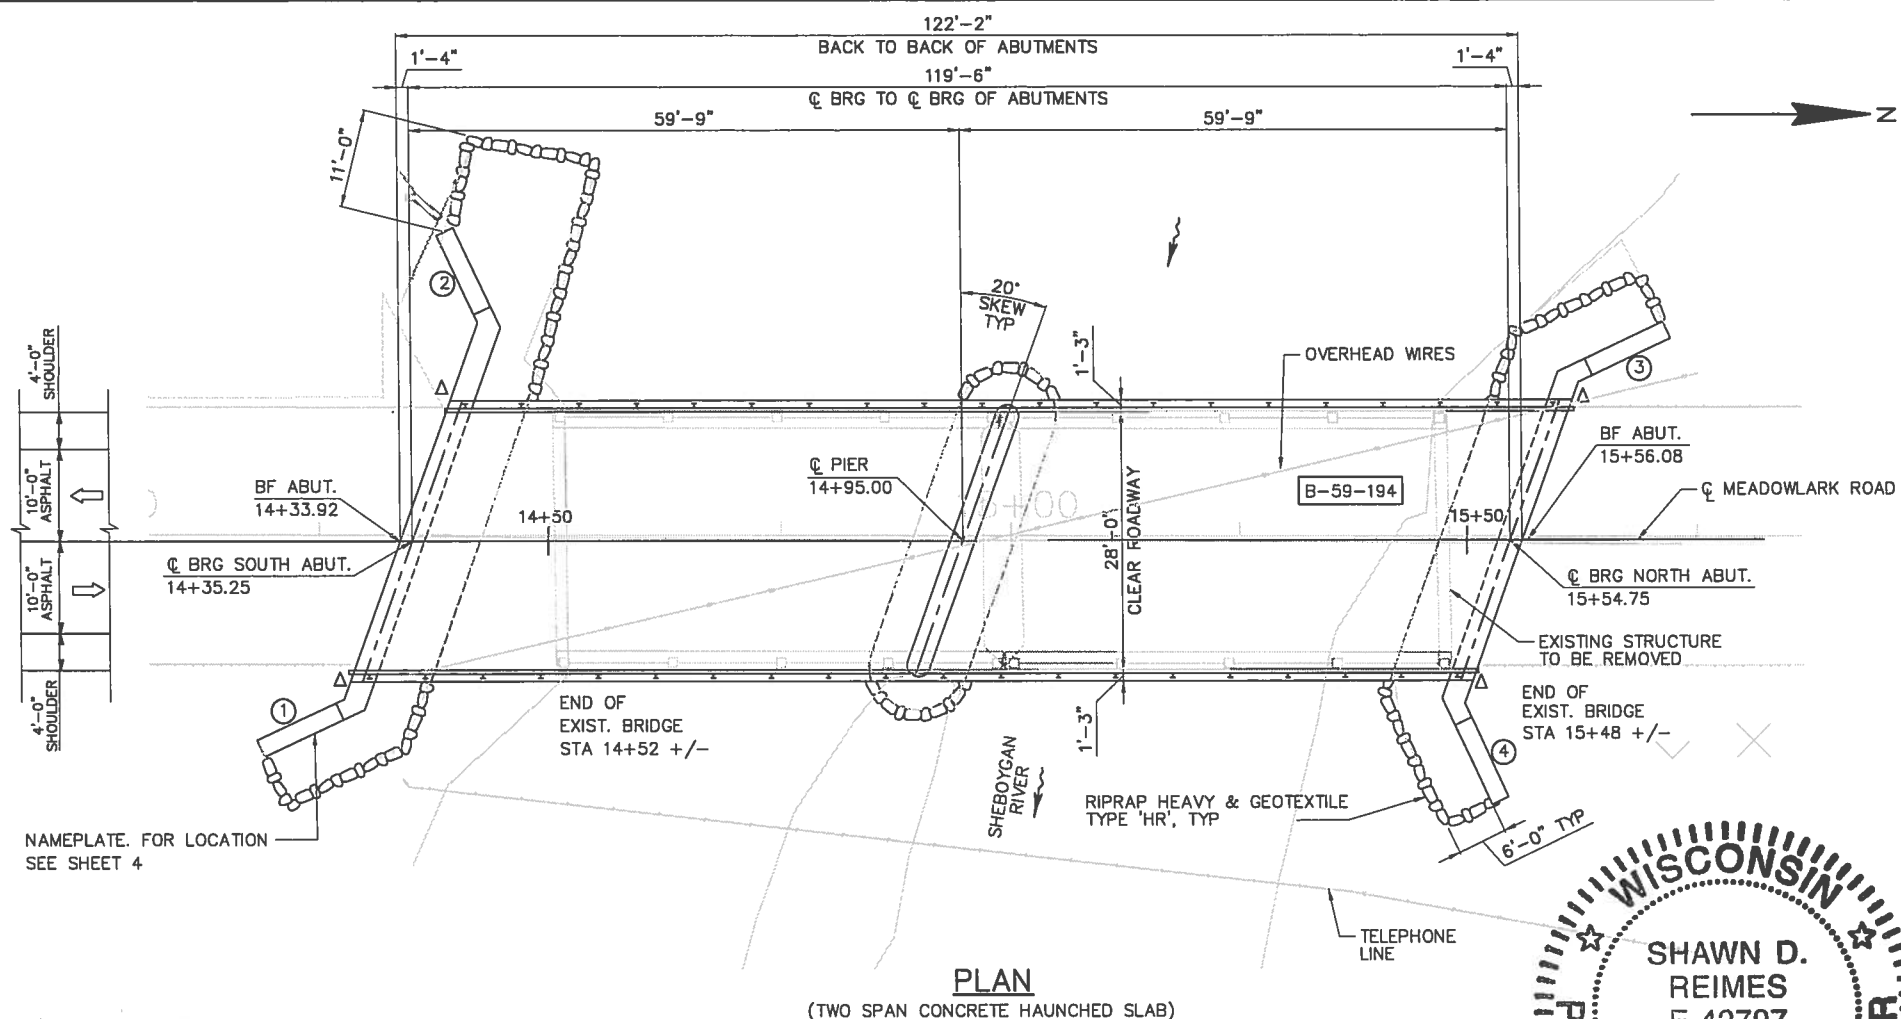 122'-2"
BACK TO BACK OF ABUTMENTS
1'-4"
1'-4"
119'-6"
℄ BRG TO ℄ BRG OF ABUTMENTS
59'-9"
59'-9"
N
11'-0"
2
20°
SKEW
TYP
1'-3"
OVERHEAD WIRES
3
4'-0"
SHOULDER
10'-0"
ASPHALT
10'-0"
ASPHALT
4'-0"
SHOULDER
BF ABUT.
14+33.92
14+50
℄ BRG SOUTH ABUT.
14+35.25
℄ PIER
14+95.00
28'-0"
CLEAR ROADWAY
B-59-194
15+50
BF ABUT.
15+56.08
℄ MEADOWLARK ROAD
℄ BRG NORTH ABUT.
15+54.75
EXISTING STRUCTURE
TO BE REMOVED
1
END OF
EXIST. BRIDGE
STA 14+52 +/-
1'-3"
END OF
EXIST. BRIDGE
STA 15+48 +/-
4
SHEBOYGAN
RIVER
RIPRAP HEAVY & GEOTEXTILE
TYPE 'HR', TYP
6'-0" TYP
NAMEPLATE. FOR LOCATION
SEE SHEET 4
TELEPHONE
LINE
PLAN
(TWO SPAN CONCRETE HAUNCHED SLAB)
WISCONSIN
SHAWN D.
REIMES